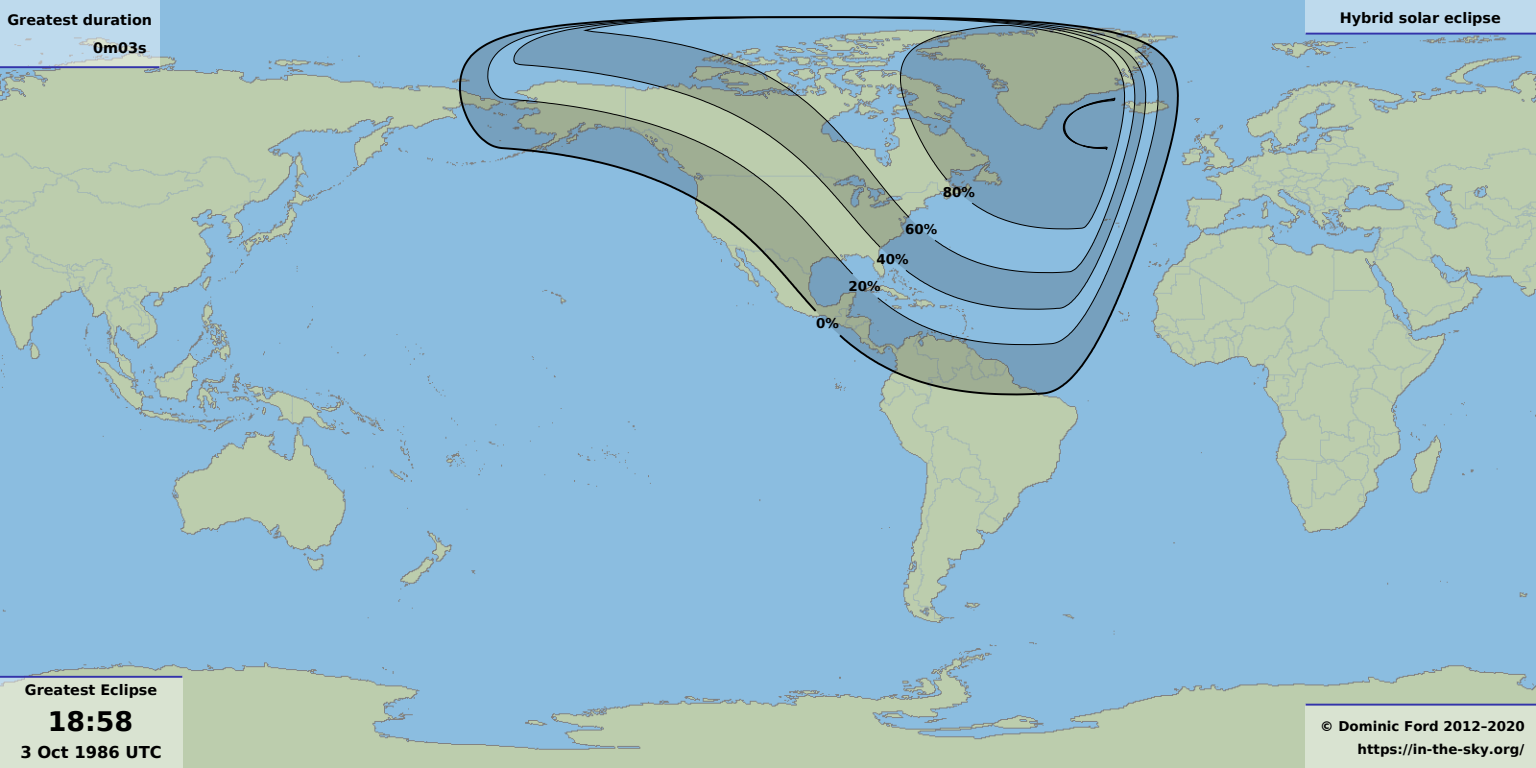 Greatest duration
0m03s
Hybrid solar eclipse
80%
60%
40%
20%
0%
Greatest Eclipse
18:58
3 Oct 1986 UTC
© Dominic Ford 2012–2020
https://in-the-sky.org/